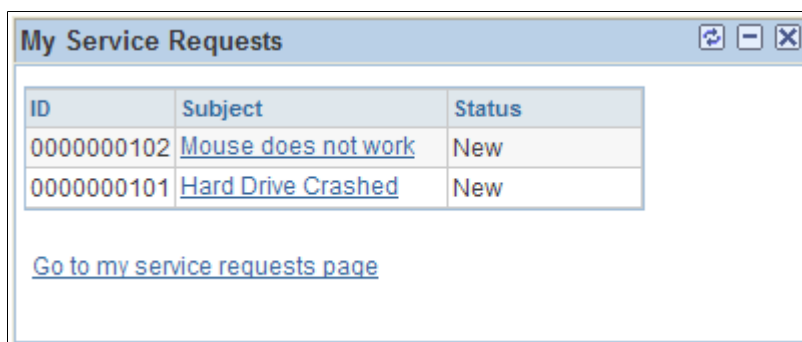 My Service Requests
ID Subject Status
0000000102 Mouse does not work New
0000000101 Hard Drive Crashed New
Go to my service requests page